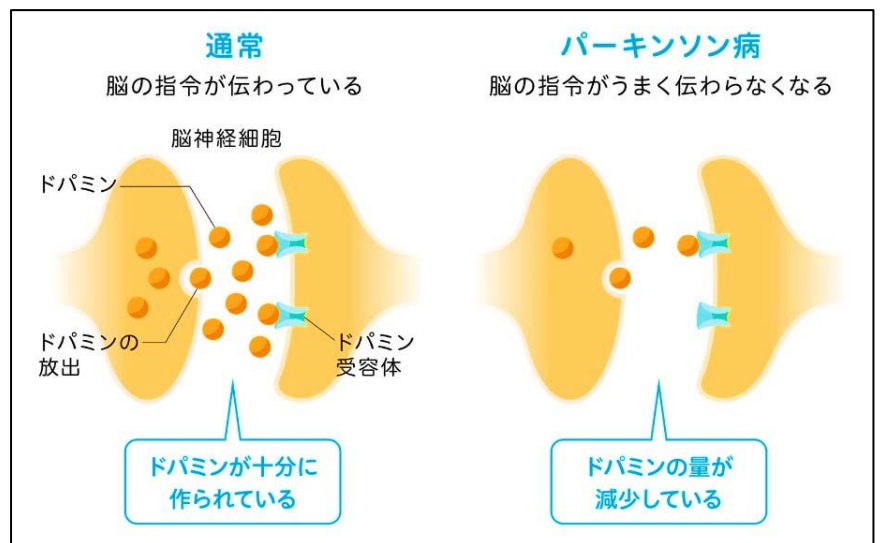 通常
脳の指令が伝わっている
脳神経細胞
ドパミン
ドパミンの
放出
ドパミン
受容体
ドパミンが十分に
作られている
パーキンソン病
脳の指令がうまく伝わらなくなる
ドパミンの量が
減少している